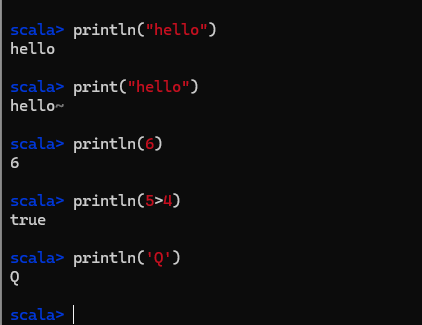 scala> println("hello")
hello
scala> print("hello")
hello~
scala> println(6)
6
scala> println(5>4)
true
scala> println('Q')
Q
scala>